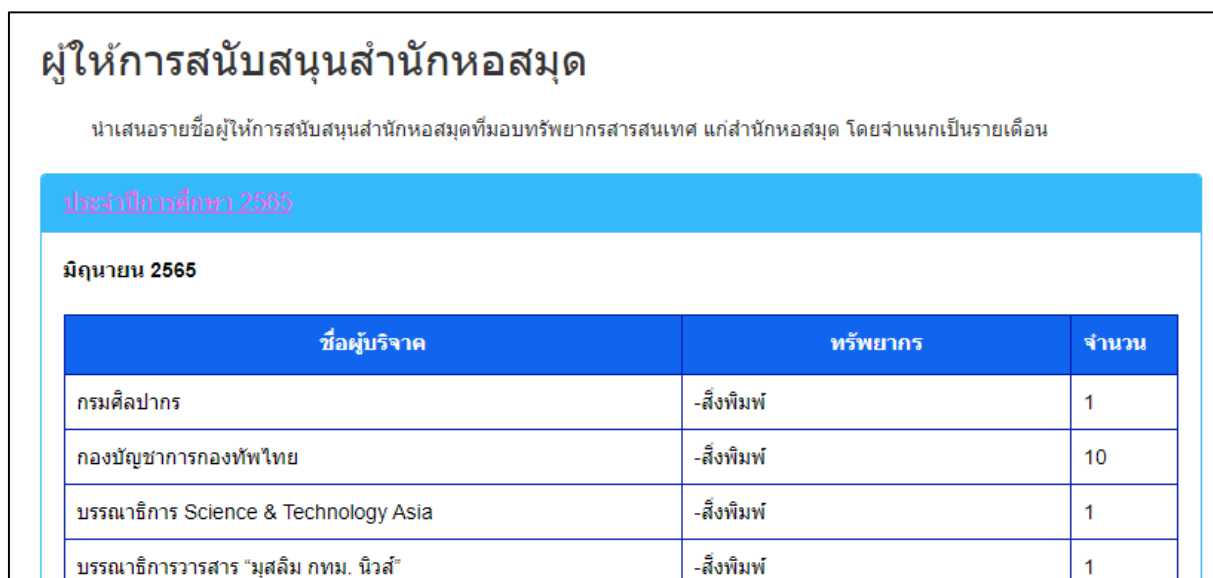 ผู้ให้การสนับสนุนสำนักหอสมุด
นำเสนอรายชื่อผู้ให้การสนับสนุนสำนักหอสมุดที่มอบทรัพยากรสารสนเทศ แก่สำนักหอสมุด โดยจำแนกเป็นรายเดือน
ประจำปีการศึกษา 2565
มิถุนายน 2565
ชื่อผู้บริจาค ทรัพยากร จำนวน
กรมศิลปากร -สิ่งพิมพ์ 1
กองบัญชาการกองทัพไทย -สิ่งพิมพ์ 10
บรรณาธิการ Science & Technology Asia -สิ่งพิมพ์ 1
บรรณาธิการวารสาร “มุสลิม กทม. นิวส์” -สิ่งพิมพ์ 1